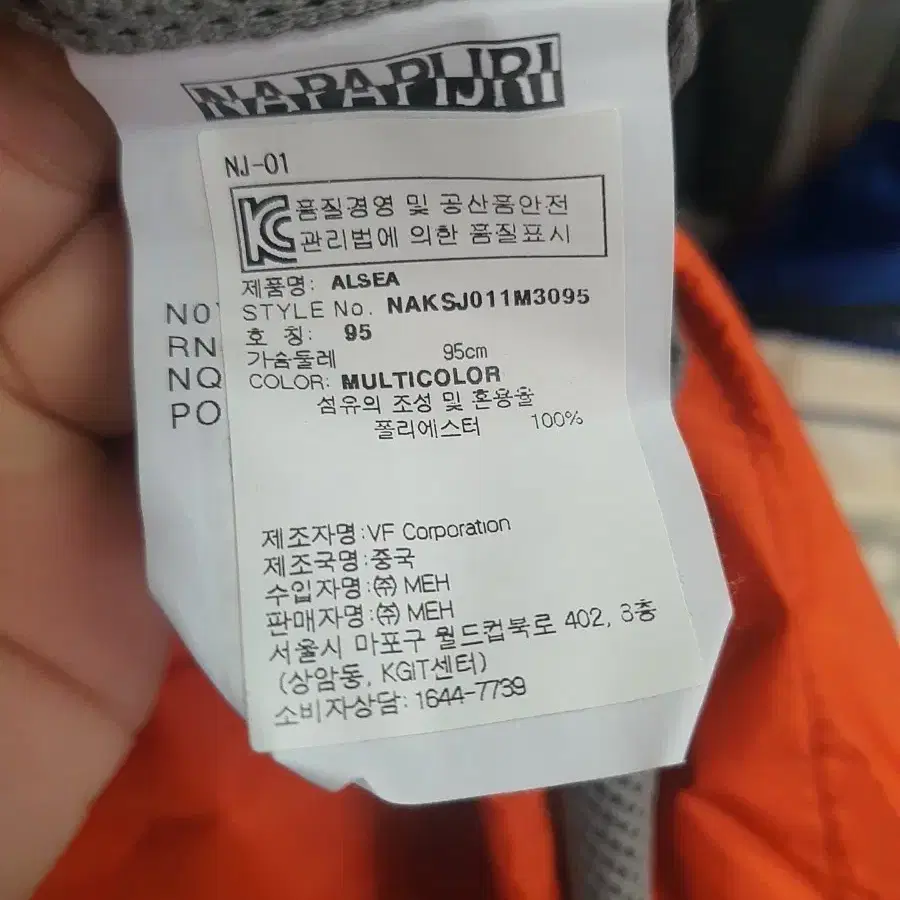 NAPAPIJRI
NJ-01
KC 품질경영 및 공산품안전
관리법에 의한 품질표시
제품명: ALSEA
STYLE No. NAKSJ011M3095
호 칭: 95
가슴둘레 95cm
COLOR: MULTICOLOR
섬유의 조성 및 혼용율
폴리에스터 100%
제조자명:VF Corporation
제조국명:중국
수입자명:㈜ MEH
판매자명:㈜ MEH
서울시 마포구 월드컵북로 402, 8층
(상암동, KGIT센터)
소비자상담: 1644-7739
RN
NQ
PO